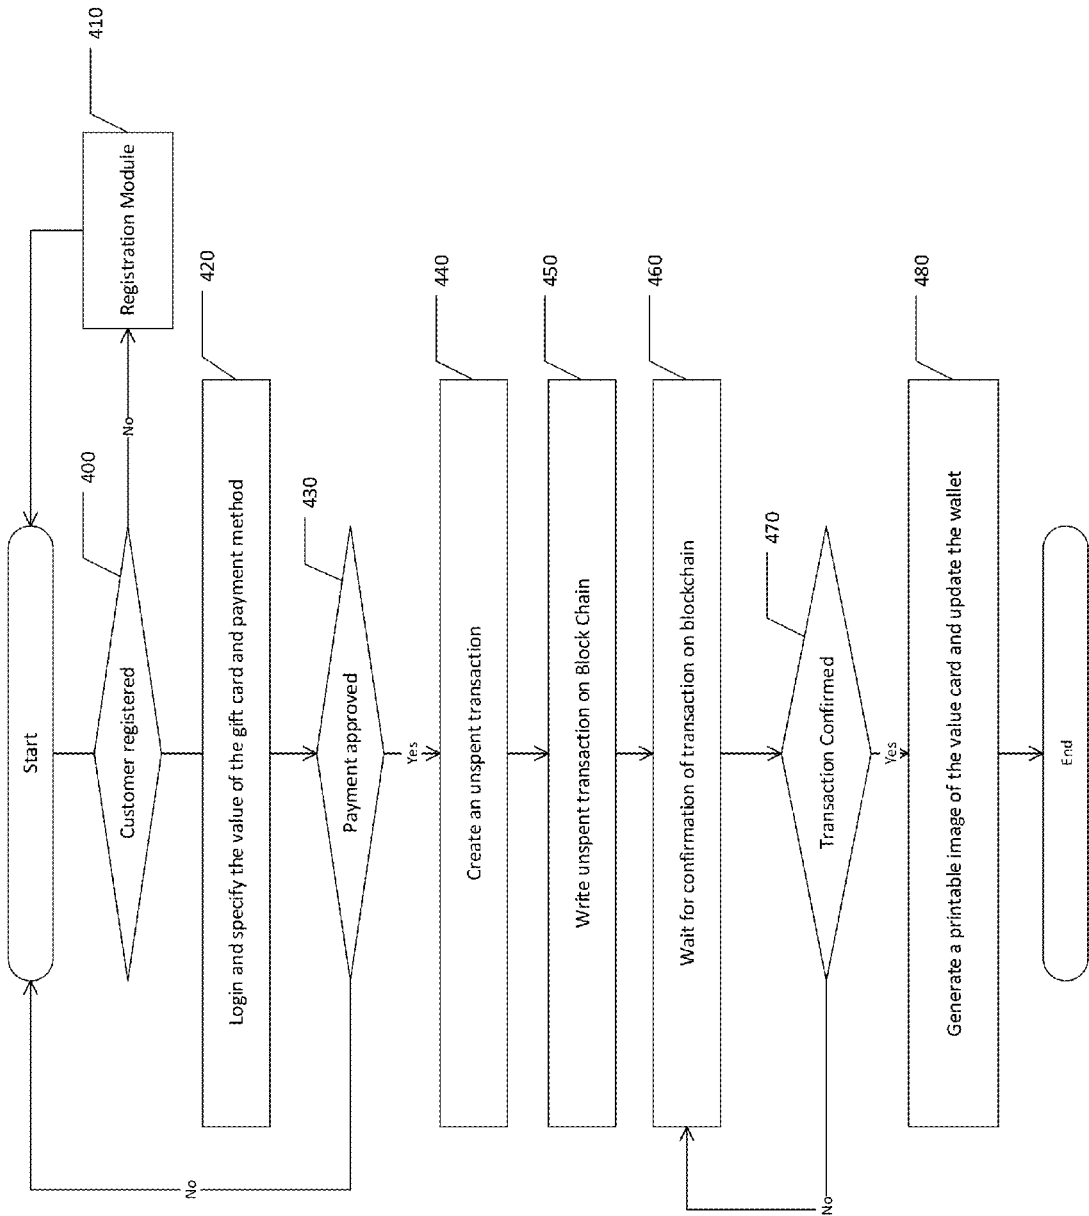 Start
400
Customer registered
No
Registration Module
410
420
Login and specify the value of the gift card and payment method
430
Payment approved
No
Yes
440
Create an unspent transaction
450
Write unspent transaction on Block Chain
460
Wait for confirmation of transaction on blockchain
470
Transaction Confirmed
No
Yes
480
Generate a printable image of the value card and update the wallet
End